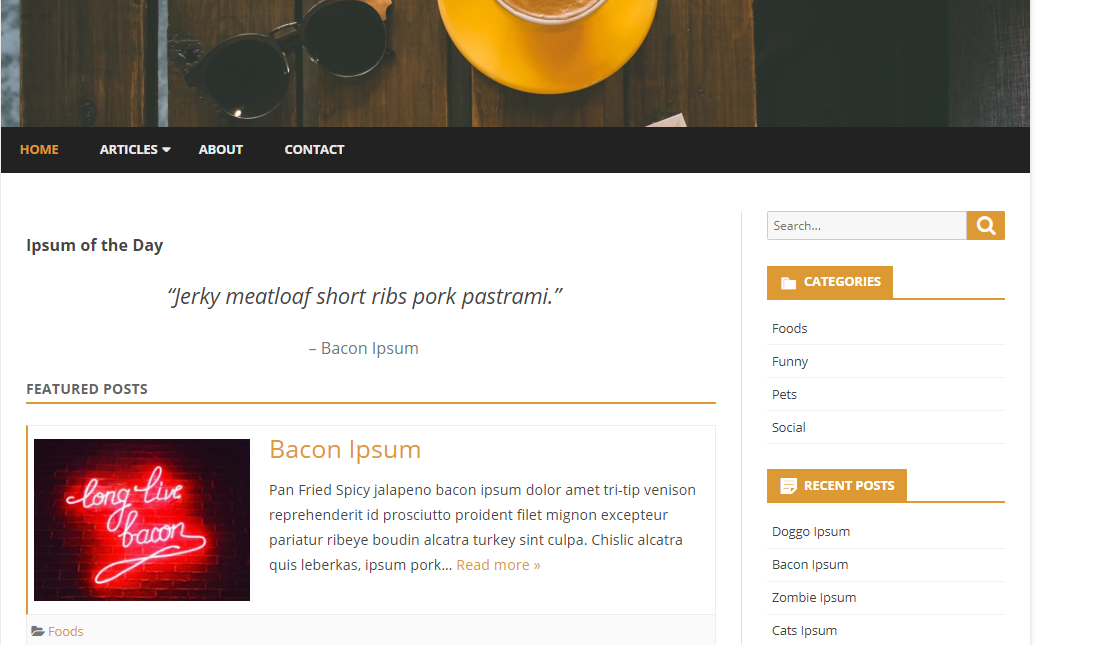 HOME ARTICLES ABOUT CONTACT
Ipsum of the Day
“Jerky meatloaf short ribs pork pastrami.”
– Bacon Ipsum
FEATURED POSTS
long live
bacon
Bacon Ipsum
Pan Fried Spicy jalapeno bacon ipsum dolor amet tri-tip venison
reprehenderit id prosciutto proident filet mignon excepteur
pariatur ribeye boudin alcatra turkey sint culpa. Chislic alcatra
quis leberkas, ipsum pork... Read more »
Foods
Search...
CATEGORIES
Foods
Funny
Pets
Social
RECENT POSTS
Doggo Ipsum
Bacon Ipsum
Zombie Ipsum
Cats Ipsum